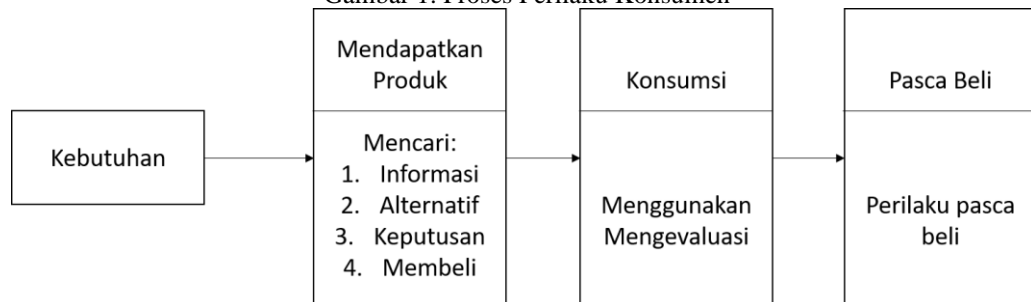 Gambar 1. Proses Perilaku Konsumen
Kebutuhan
Mendapatkan
Produk
Mencari:
1. Informasi
2. Alternatif
3. Keputusan
4. Membeli
Konsumsi
Menggunakan
Mengevaluasi
Pasca Beli
Perilaku pasca
beli